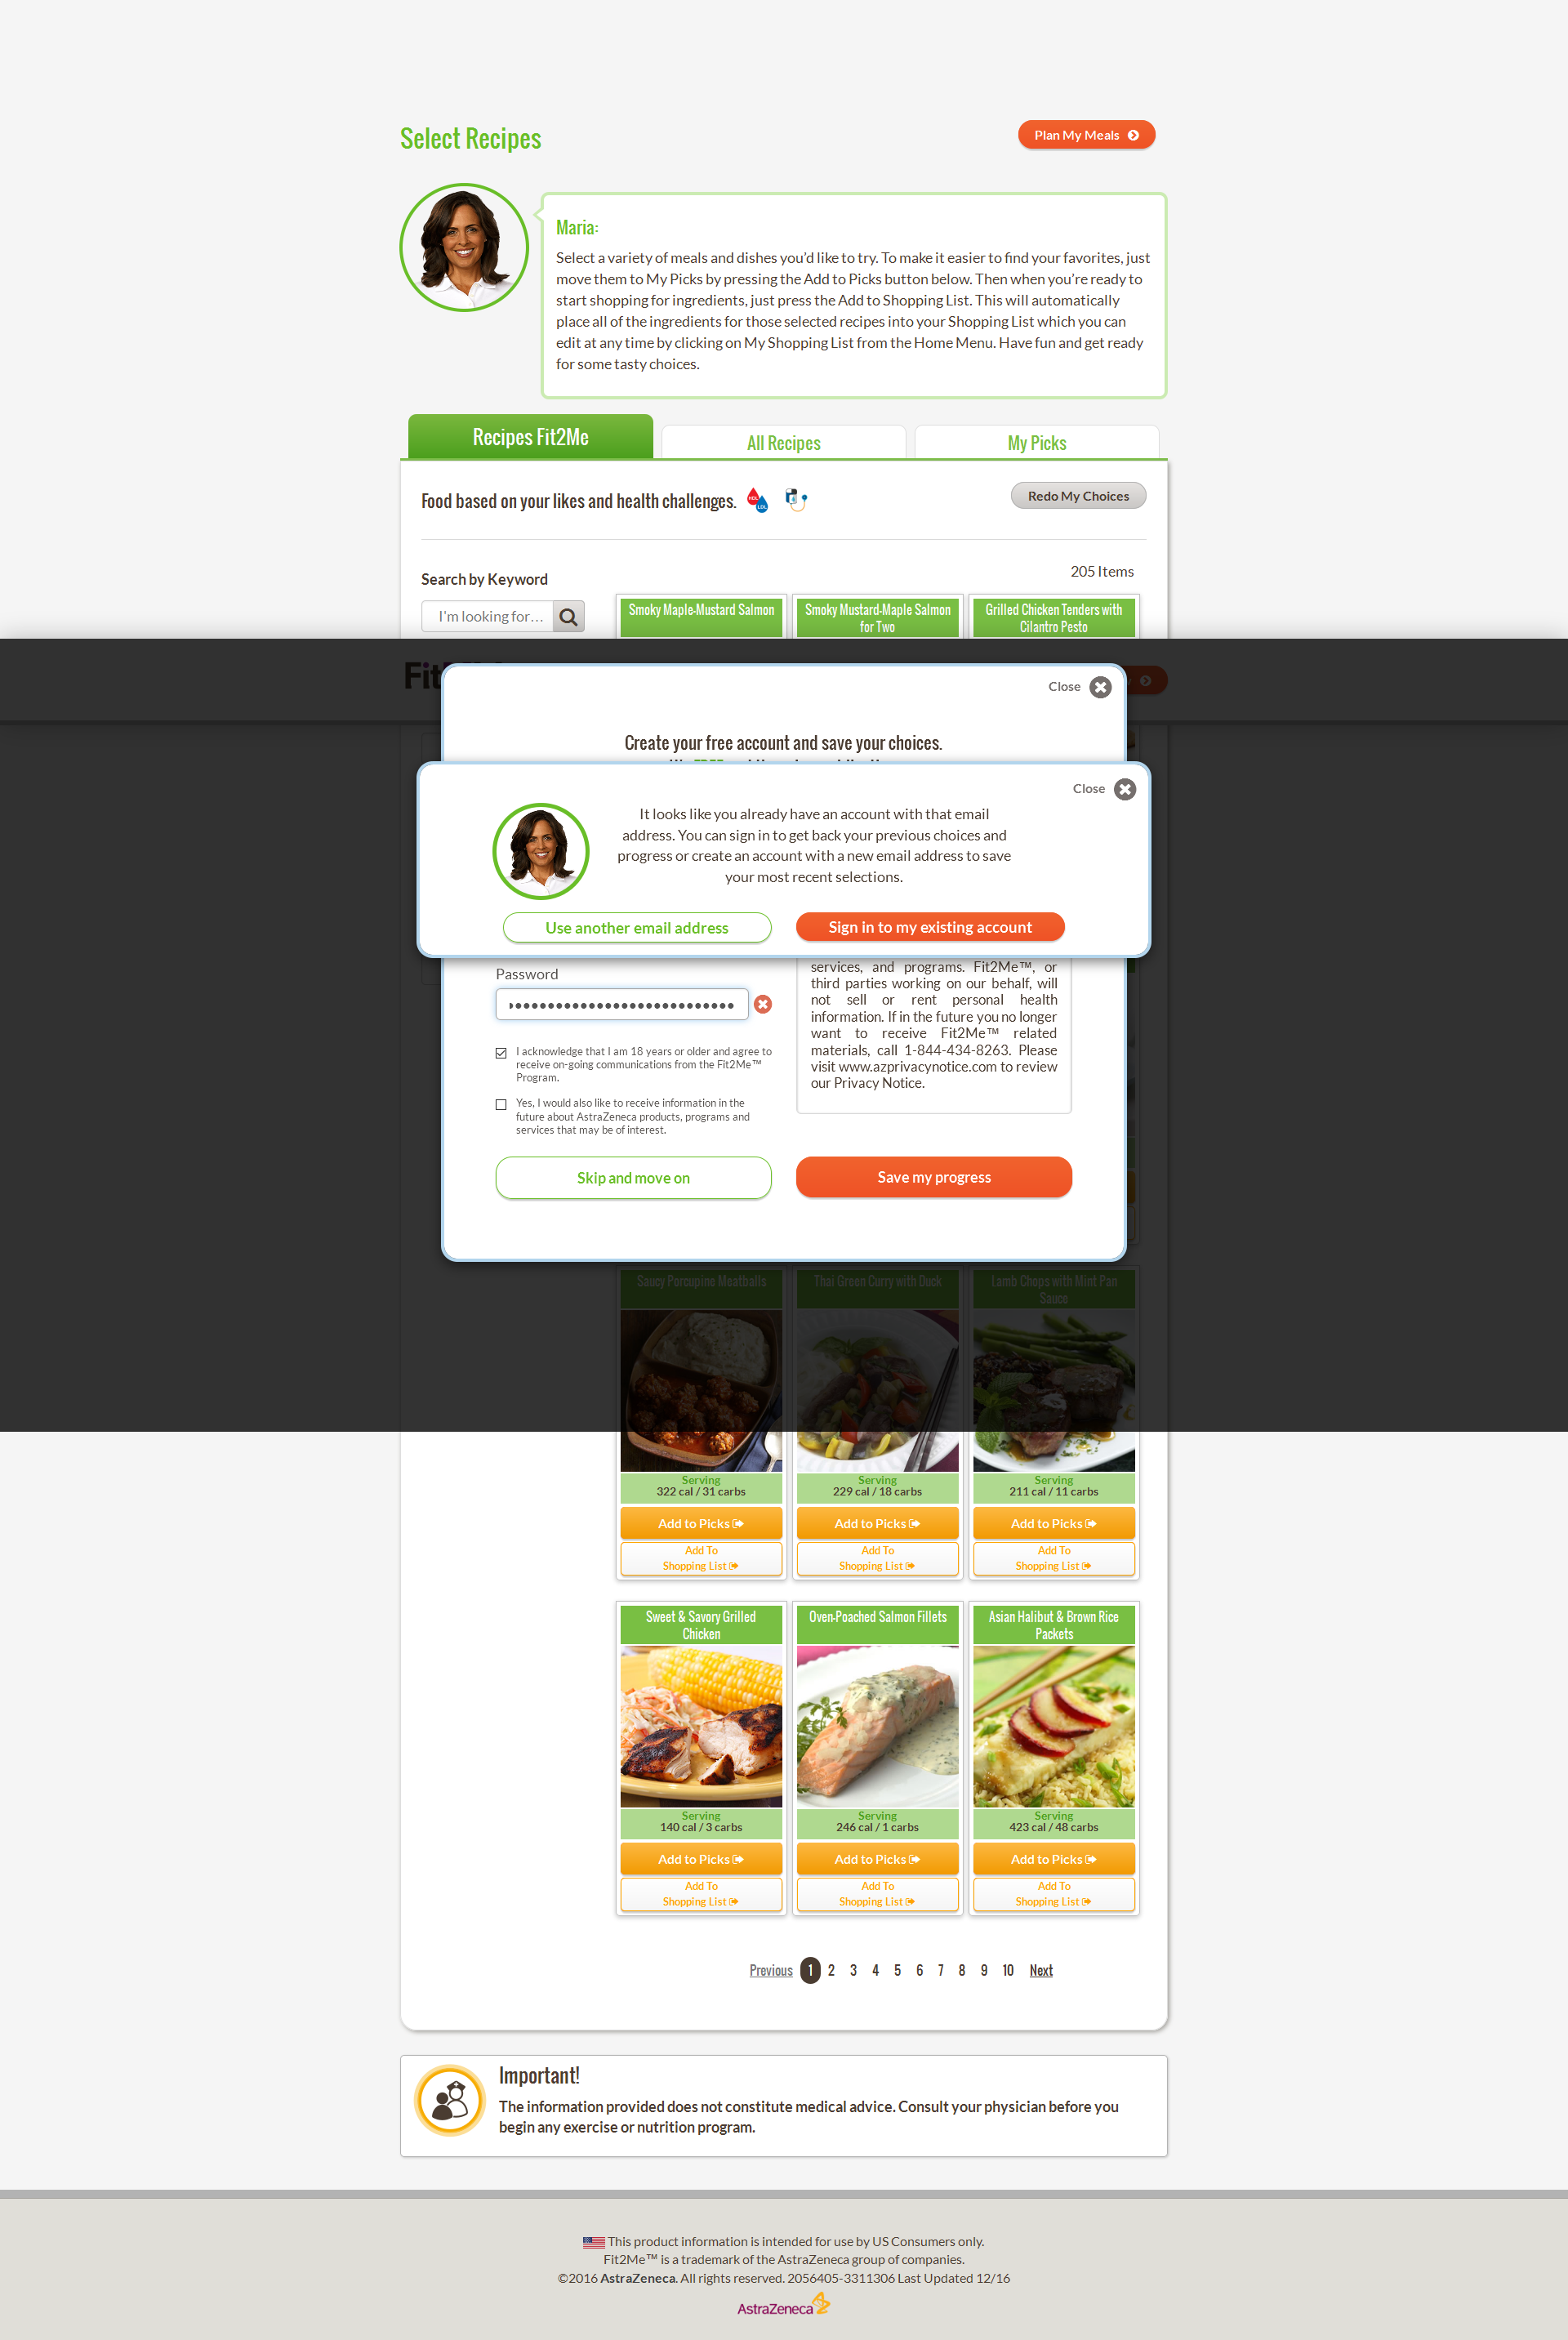 Select Recipes
Plan My Meals
Maria:
Select a variety of meals and dishes you'd like to try. To make it easier to find your favorites, just
move them to My Picks by pressing the Add to Picks button below. Then when you're ready to
start shopping for ingredients, just press the Add to Shopping List. This will automatically
place all of the ingredients for those selected recipes into your Shopping List which you can
edit at any time by clicking on My Shopping List from the Home Menu. Have fun and get ready
for some tasty choices.
Recipes Fit2Me
All Recipes
My Picks
Food based on your likes and health challenges.
HDL
LDL
Redo My Choices
205 Items
Search by Keyword
I'm looking for...
Smoky Maple-Mustard Salmon
Smoky Mustard-Maple Salmon
for Two
Grilled Chicken Tenders with
Cilantro Pesto
Close
Create your free account and save your choices.
Close
It looks like you already have an account with that email
address. You can sign in to get back your previous choices and
progress or create an account with a new email address to save
your most recent selections.
Use another email address
Sign in to my existing account
Password
I acknowledge that I am 18 years or older and agree to
receive on-going communications from the Fit2Me™
Program.
Yes, I would also like to receive information in the
future about AstraZeneca products, programs and
services that may be of interest.
services, and programs. Fit2Me™, or
third parties working on our behalf, will
not sell or rent personal health
information. If in the future you no longer
want to receive Fit2Me™ related
materials, call 1-844-434-8263. Please
visit www.azprivacynotice.com to review
our Privacy Notice.
Skip and move on
Save my progress
Saucy Porcupine Meatballs
Thai Green Curry with Duck
Lamb Chops with Mint Pan
Sauce
Serving
322 cal / 31 carbs
Serving
229 cal / 18 carbs
Serving
211 cal / 11 carbs
Add to Picks
Add to Picks
Add to Picks
Add To
Shopping List
Add To
Shopping List
Add To
Shopping List
Sweet & Savory Grilled
Chicken
Oven-Poached Salmon Fillets
Asian Halibut & Brown Rice
Packets
Serving
140 cal / 3 carbs
Serving
246 cal / 1 carbs
Serving
423 cal / 48 carbs
Add to Picks
Add to Picks
Add to Picks
Add To
Shopping List
Add To
Shopping List
Add To
Shopping List
Previous 1 2 3 4 5 6 7 8 9 10 Next
Important!
The information provided does not constitute medical advice. Consult your physician before you
begin any exercise or nutrition program.
This product information is intended for use by US Consumers only.
Fit2Me™ is a trademark of the AstraZeneca group of companies.
©2016 AstraZeneca. All rights reserved. 2056405-3311306 Last Updated 12/16
AstraZeneca